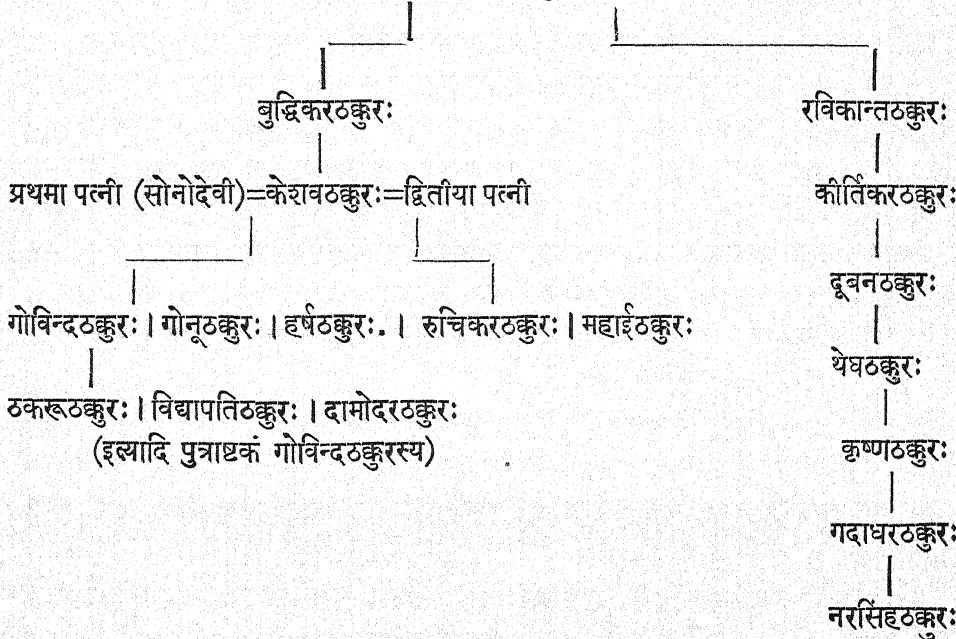 बुद्धिकरठक्कुरः रविकान्तठक्कुरः
प्रथमा पत्नी (सोनोदेवी)=केशवठक्कुरः=द्वितीया पत्नी कीर्तिकरठक्कुरः
दूबनठक्कुरः
गोविन्दठक्कुरः । गोनूठक्कुरः । हर्षठक्कुरः. । रुचिकरठक्कुरः । महाईठक्कुरः
थेघठक्कुरः
ठकरूठक्कुरः । विद्यापतिठक्कुरः । दामोदरठक्कुरः
(इत्यादि पुत्राष्टकं गोविन्दठक्कुरस्य) कृष्णठक्कुरः
गदाधरठक्कुरः
नरसिंहठक्कुरः